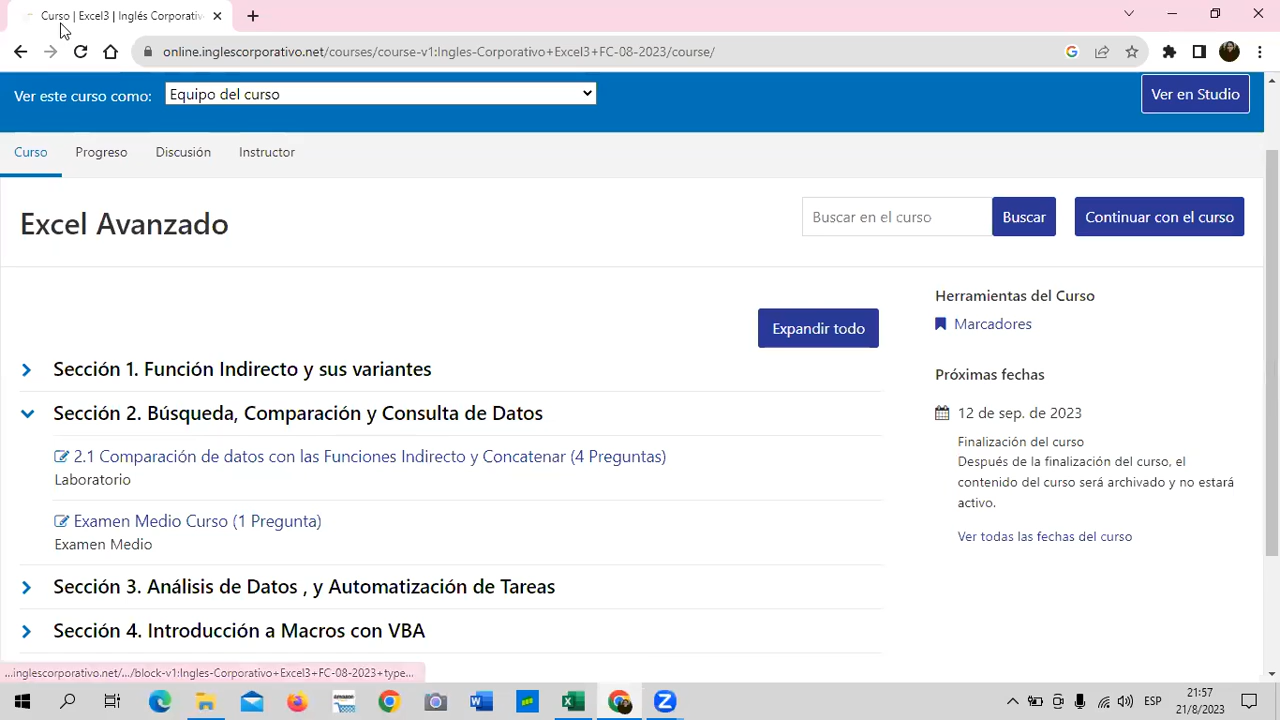 Curso | Excel3 | Inglés Corporativ
online.inglescorporativo.net/courses/course-v1:Ingles-Corporativo+Excel3+FC-08-2023/course/
Ver este curso como:
Equipo del curso
Ver en Studio
Curso
Progreso
Discusión
Instructor
Excel Avanzado
Buscar en el curso
Buscar
Continuar con el curso
Expandir todo
Sección 1. Función Indirecto y sus variantes
Sección 2. Búsqueda, Comparación y Consulta de Datos
2.1 Comparación de datos con las Funciones Indirecto y Concatenar (4 Preguntas)
Laboratorio
Examen Medio Curso (1 Pregunta)
Examen Medio
Sección 3. Análisis de Datos , y Automatización de Tareas
Sección 4. Introducción a Macros con VBA
Herramientas del Curso
Marcadores
Próximas fechas
12 de sep. de 2023
Finalización del curso
Después de la finalización del curso, el
contenido del curso será archivado y no estará
activo.
Ver todas las fechas del curso
...inglescorporativo.net/.../block-v1:Ingles-Corporativo+Excel3+FC-08-2023+type...
ESP
21:57
21/8/2023